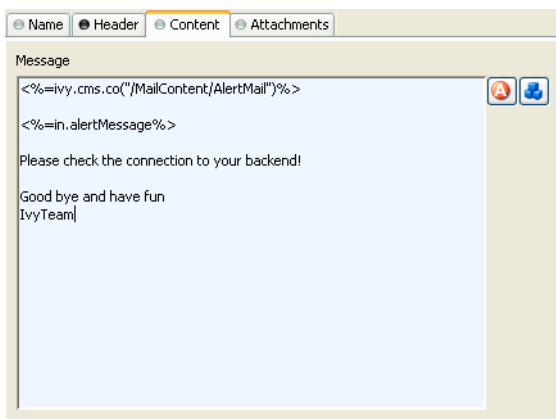 Name Header Content Attachments
Message
<%=ivy.cms.co("/MailContent/AlertMail")%>
<%=in.alertMessage%>
Please check the connection to your backend!
Good bye and have fun
IvyTeam